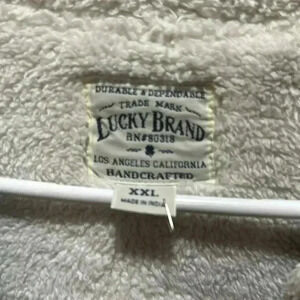 DURABLE & DEPENDABLE
TRADE MARK
LUCKY BRAND
RN#80318
LOS ANGELES CALIFORNIA
HANDCRAFTED
XXL
MADE IN INDIA